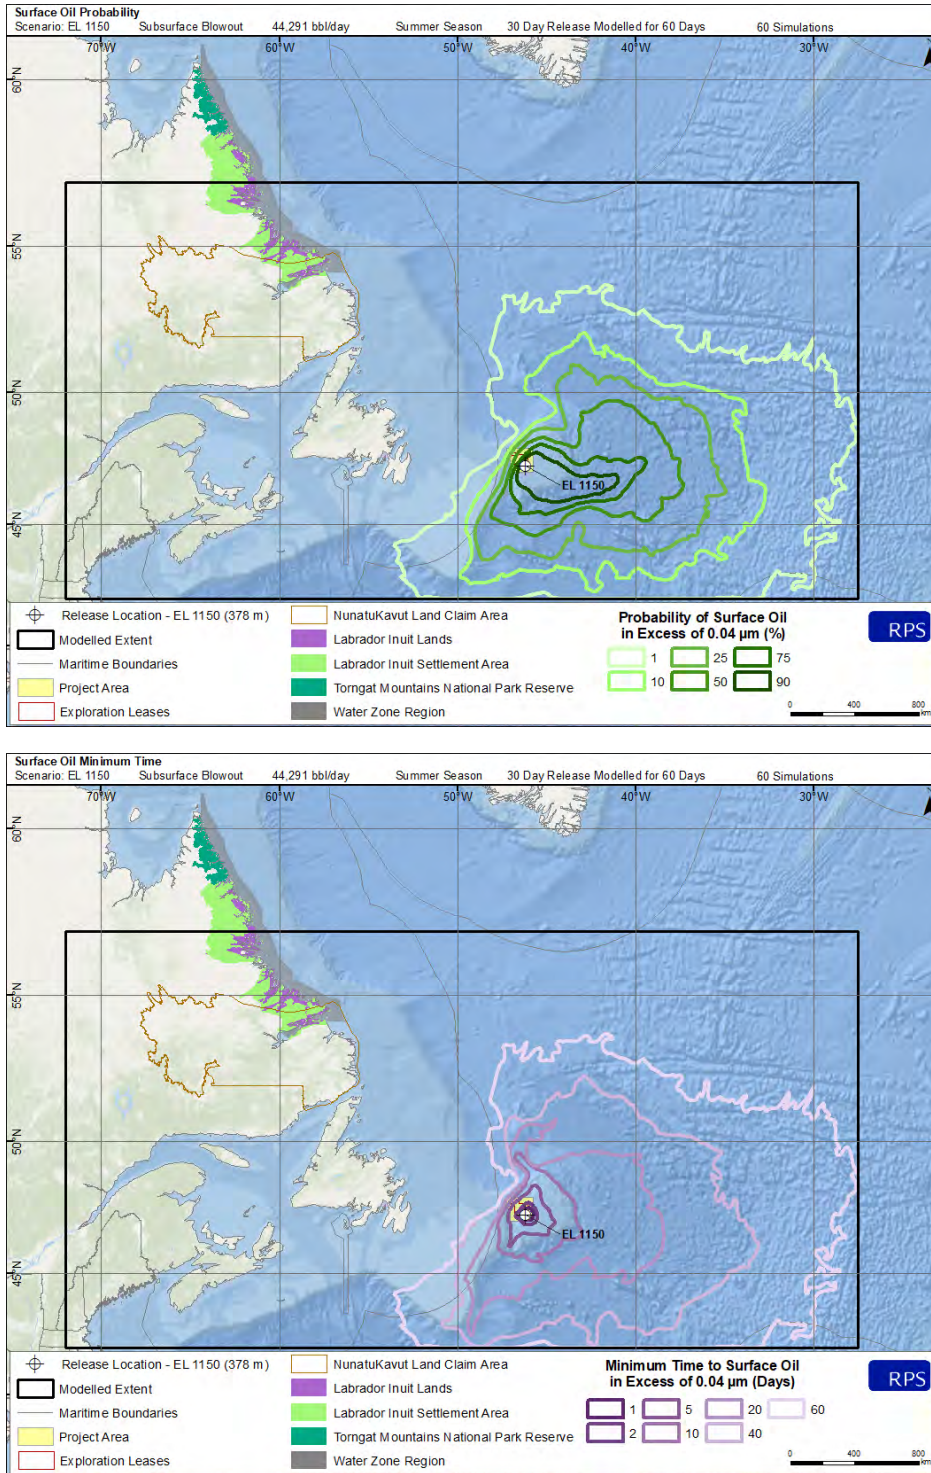 Surface Oil Probability
Scenario: EL 1150 Subsurface Blowout 44,291 bbl/day Summer Season 30 Day Release Modelled for 60 Days 60 Simulations
70°W 60°W 50°W 40°W 30°W
60°N
55°N
50°N
45°N
EL 1150
Release Location - EL 1150 (378 m)
Modelled Extent
Maritime Boundaries
Project Area
Exploration Leases
NunatuKavut Land Claim Area
Labrador Inuit Lands
Labrador Inuit Settlement Area
Torngat Mountains National Park Reserve
Water Zone Region
Probability of Surface Oil
in Excess of 0.04 µm (%)
1 25 75
10 50 90
RPS
0 400 800
km
Surface Oil Minimum Time
Scenario: EL 1150 Subsurface Blowout 44,291 bbl/day Summer Season 30 Day Release Modelled for 60 Days 60 Simulations
70°W 60°W 50°W 40°W 30°W
60°N
55°N
50°N
45°N
EL 1150
Release Location - EL 1150 (378 m)
Modelled Extent
Maritime Boundaries
Project Area
Exploration Leases
NunatuKavut Land Claim Area
Labrador Inuit Lands
Labrador Inuit Settlement Area
Torngat Mountains National Park Reserve
Water Zone Region
Minimum Time to Surface Oil
in Excess of 0.04 µm (Days)
1 5 20 60
2 10 40
RPS
0 400 800
km